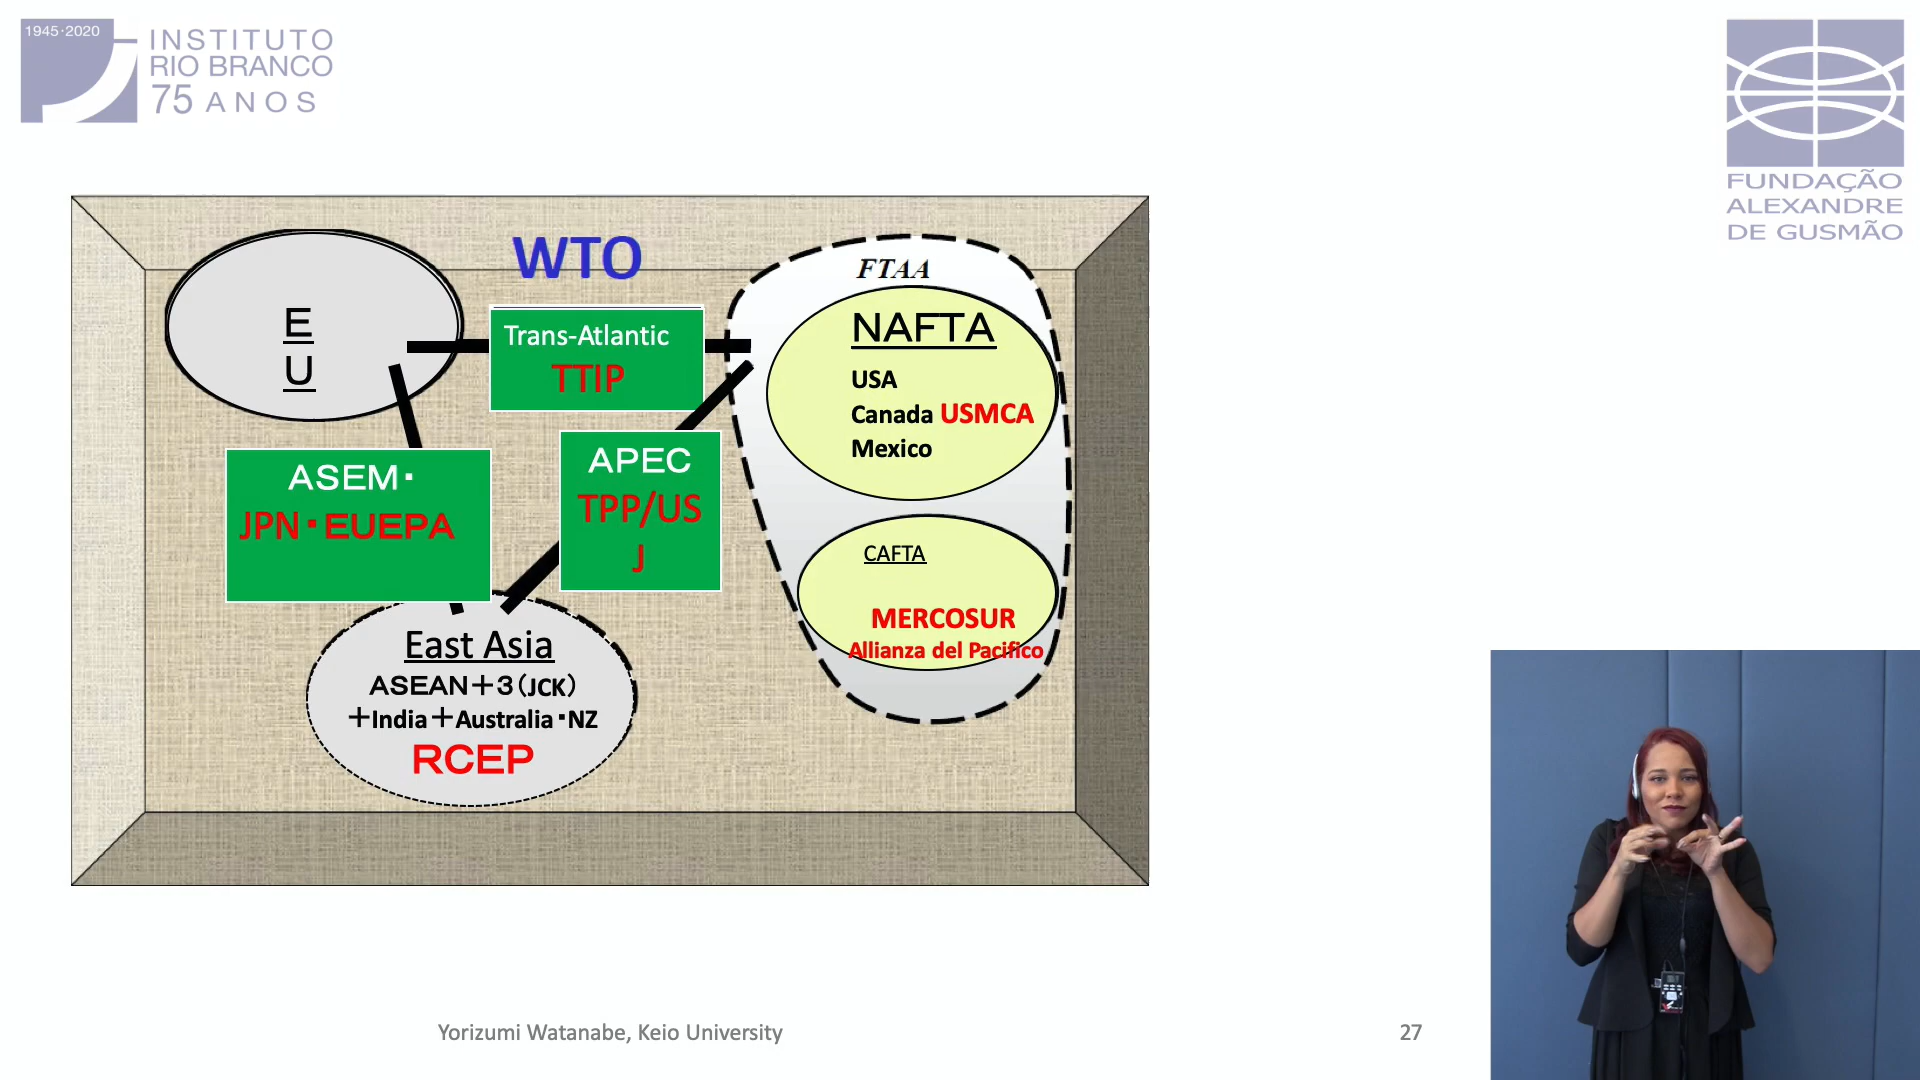 1945·2020
INSTITUTO
RIO BRANCO
75 ANOS
FUNDAÇÃO
ALEXANDRE
DE GUSMÃO
WTO
FTAA
E
U
Trans-Atlantic
TTIP
NAFTA
USA
Canada USMCA
Mexico
ASEM・
JPN・EUEPA
APEC
TPP/US
J
CAFTA
MERCOSUR
Allianza del Pacifico
East Asia
ASEAN＋3（JCK）
＋India＋Australia・NZ
RCEP
Yorizumi Watanabe, Keio University
27